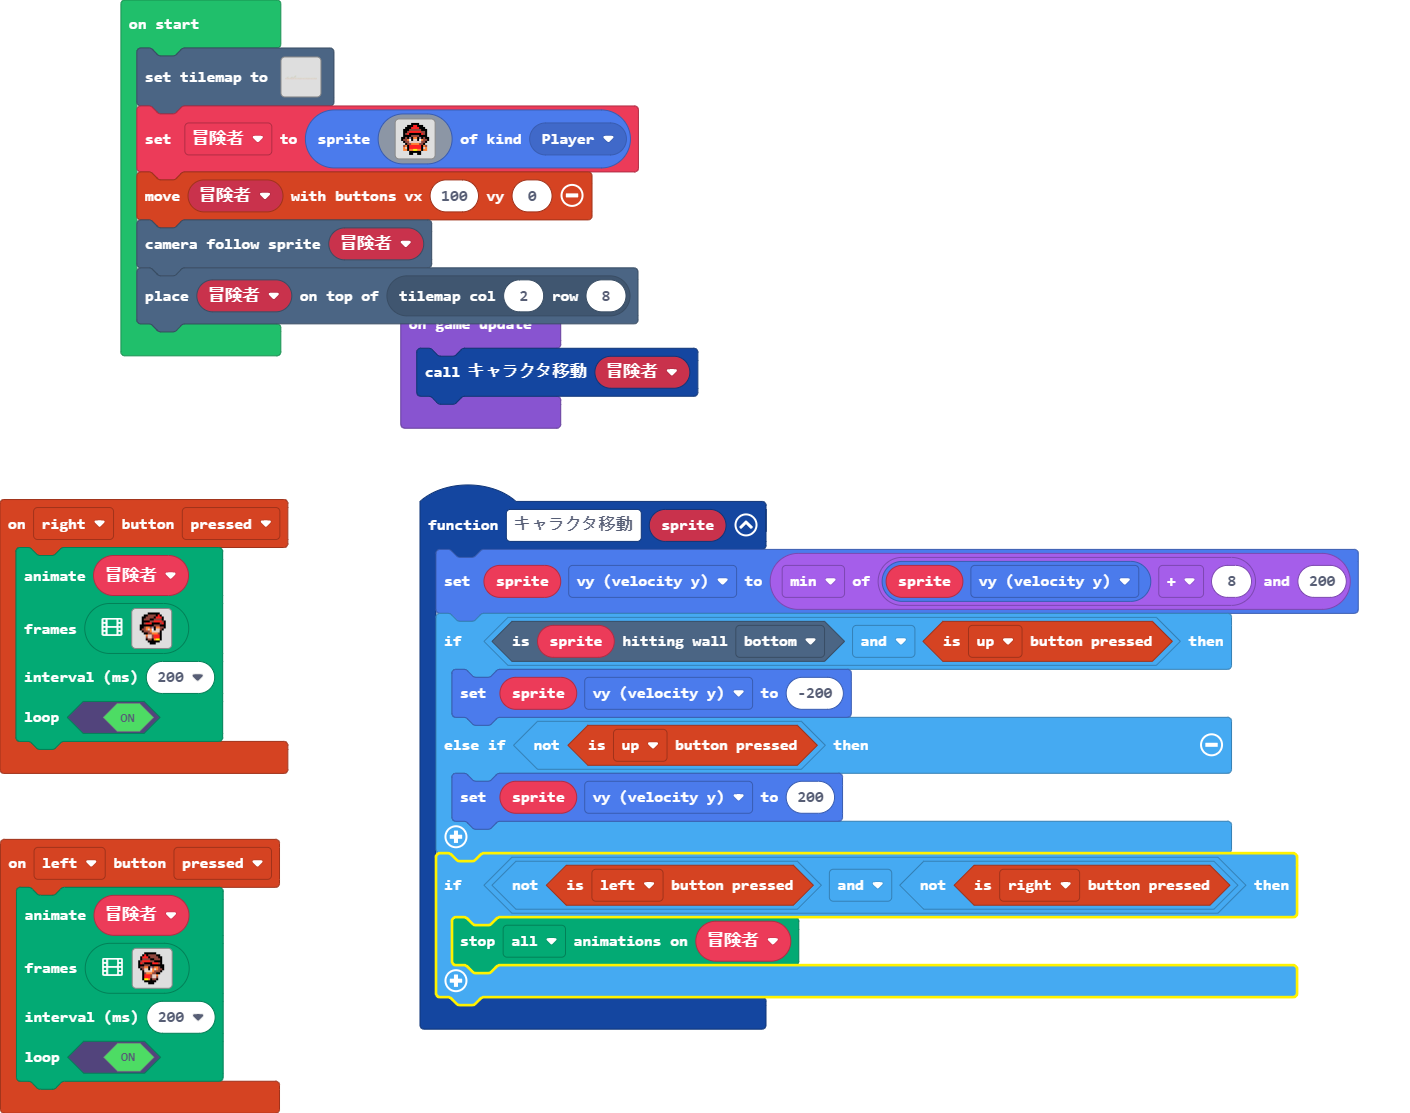 on start
set tilemap to
set 冒険者 to sprite of kind Player
move 冒険者 with buttons vx 100 vy 0
camera follow sprite 冒険者
place 冒険者 on top of tilemap col 2 row 8
on game update
call キャラクタ移動 冒険者
on right button pressed
animate 冒険者
frames
interval (ms) 200
loop ON
on left button pressed
animate 冒険者
frames
interval (ms) 200
loop ON
function キャラクタ移動 sprite
set sprite vy (velocity y) to min of sprite vy (velocity y) + 8 and 200
if is sprite hitting wall bottom and is up button pressed then
set sprite vy (velocity y) to -200
else if not is up button pressed then
set sprite vy (velocity y) to 200
if not is left button pressed and not is right button pressed then
stop all animations on 冒険者